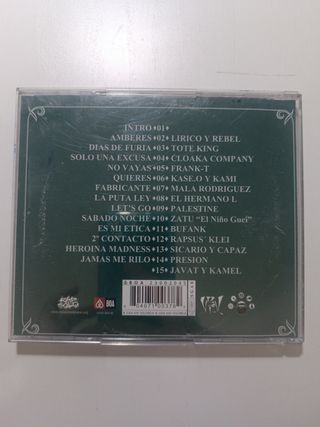 INTRO •01•
AMBERES •02• LIRICO Y REBEL
DIAS DE FURIA •03• TOTE KING
SOLO UNA EXCUSA •04• CLOAKA COMPANY
NO VAYAS •05• FRANK-T
QUIERES •06• KASE.O Y KAMI
FABRICANTE •07• MALA RODRIGUEZ
LA PUTA LEY •08• EL HERMANO L
LET'S GO •09• PALESTINE
SABADO NOCHE •10• ZATU "El Niño Gueï"
ES MI ETICA •11• BUFANK
2º CONTACTO •12• RAPSUS´ KLEI
HEROINA MADNESS •13• SICARIO Y CAPAZ
JAMAS ME RILO •14• PRESION
•15• JAVAT Y KAMEL
BOA